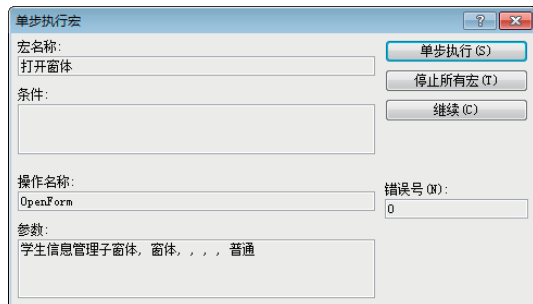 单步执行宏
宏名称:
打开窗体
单步执行(S)
停止所有宏(T)
继续(C)
条件:
操作名称:
OpenForm
错误号(N):
0
参数:
学生信息管理子窗体, 窗体, , , , 普通